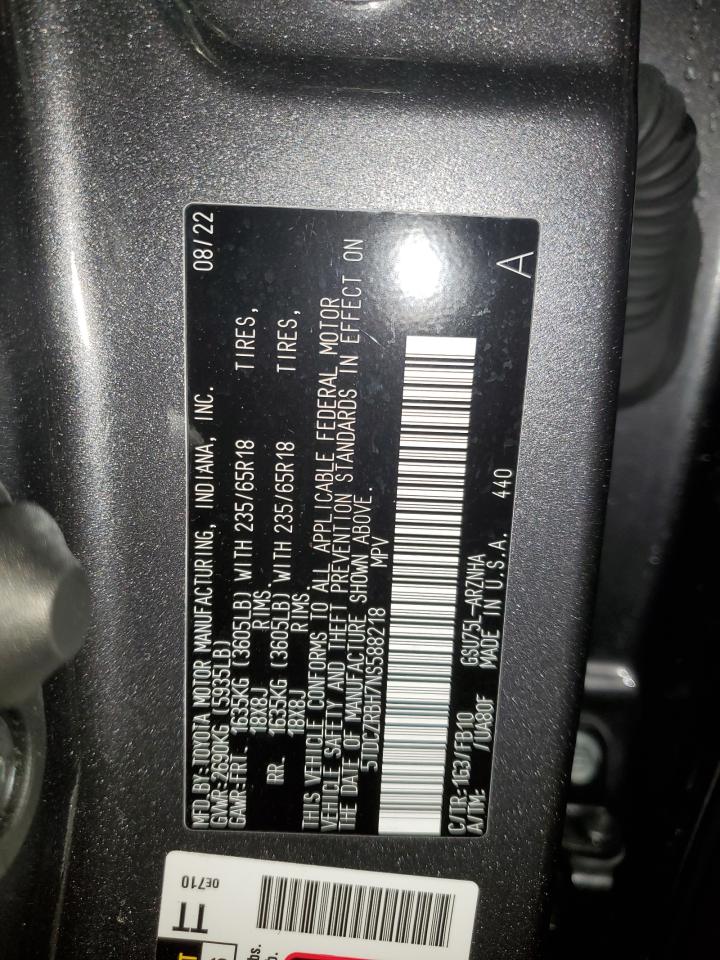 MFD.BY:TOYOTA MOTOR MANUFACTURING, INDIANA, INC. 08/22
GVWR-2690KG (5935LB)
GAWR-FRT - 1635KG (3605LB) WITH 235/65R18 TIRES,
18X8J RIMS.
RR. 1635KG (3605LB) WITH 235/65R18 TIRES,
18X8J RIMS.
THIS VEHICLE CONFORMS TO ALL APPLICABLE FEDERAL MOTOR
VEHICLE SAFETY AND THEFT PREVENTION STANDARDS IN EFFECT ON
THE DATE OF MANUFACTURE SHOWN ABOVE.
5TDCZRBH7NS588218 MPV
C/TR:1G3/FB10 GSU75L-ARZNHA 440
A/TM: /UA80F MADE IN U.S.A. A
0E710
TT